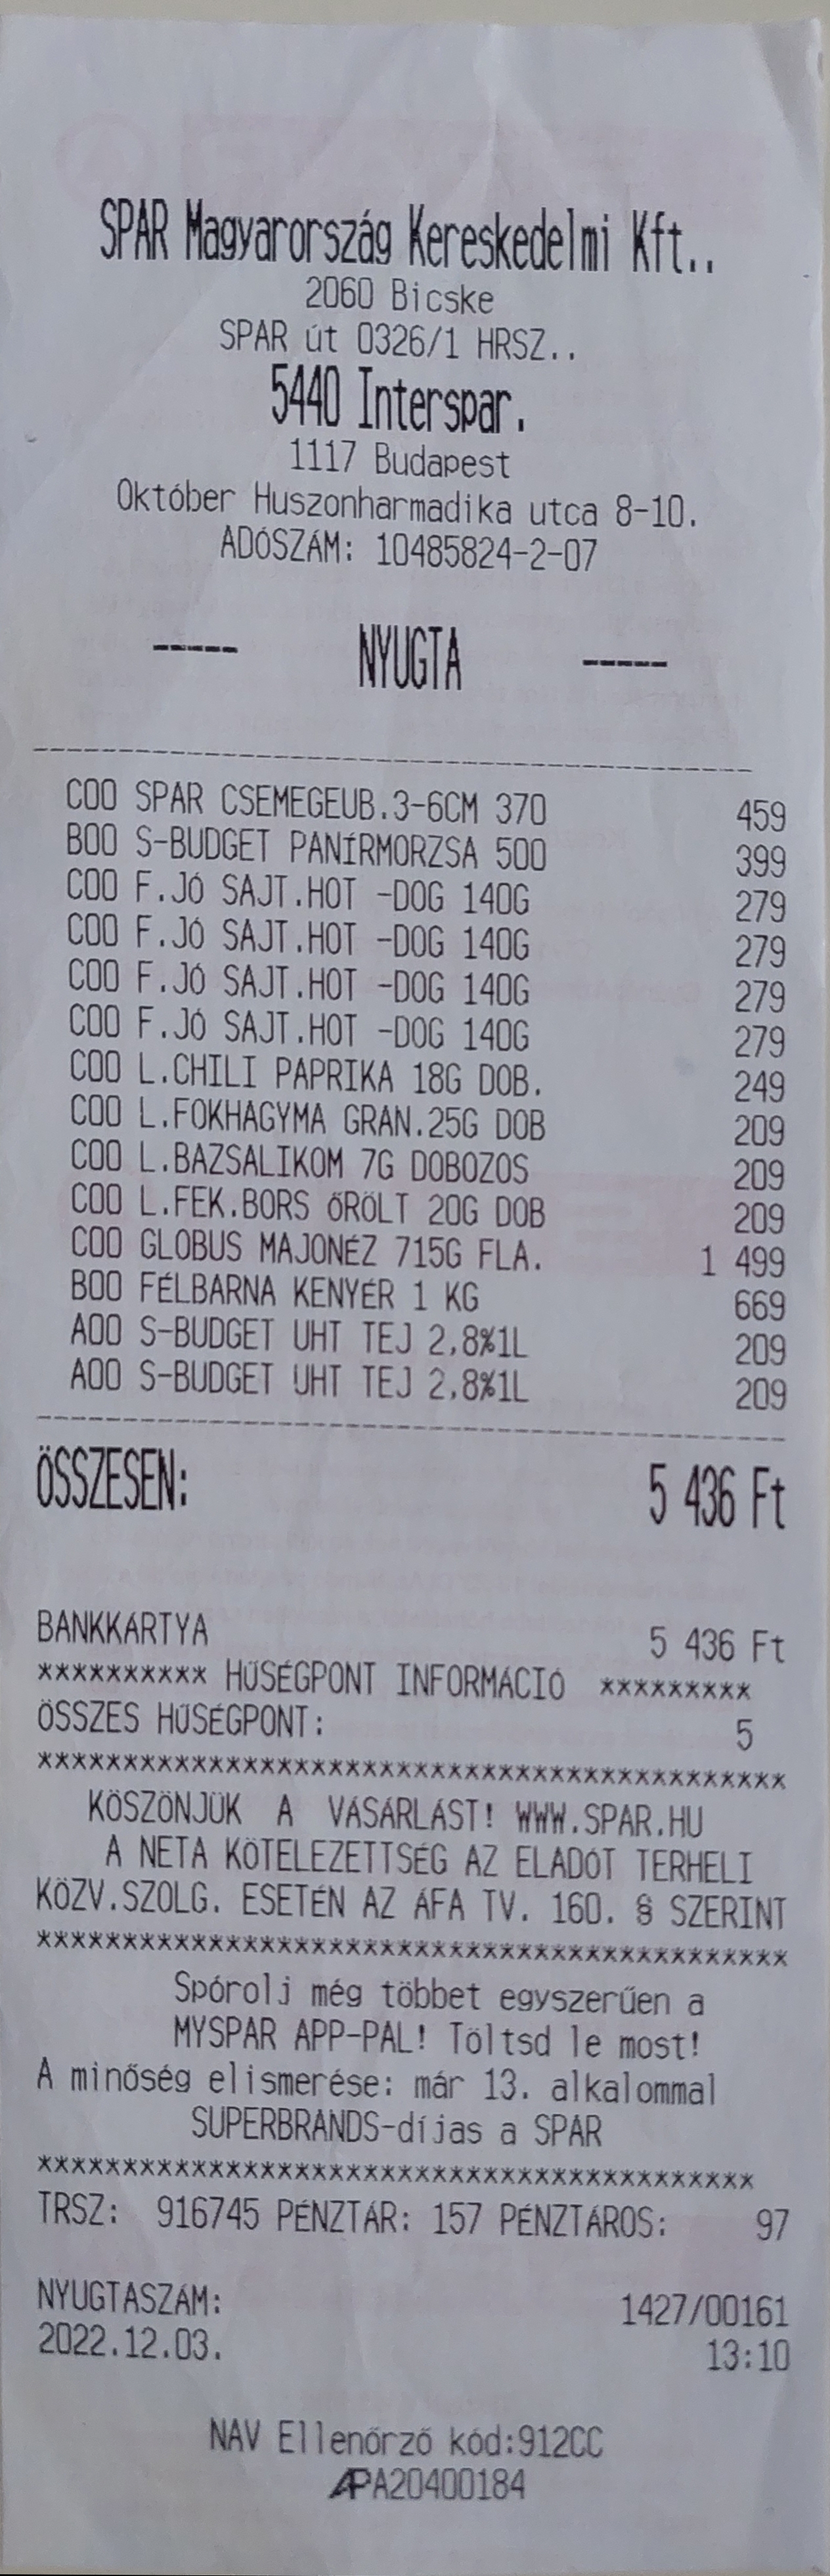 SPAR Magyarország Kereskedelmi Kft..
2060 Bicske
SPAR út 0326/1 HRSZ..
5440 Interspar.
1117 Budapest
Október Huszonharmadika utca 8-10.
ADÓSZÁM: 10485824-2-07
----- NYUGTA -----
C00 SPAR CSEMEGEUB.3-6CM 370 459
B00 S-BUDGET PANÍRMORZSA 500 399
C00 F.JÓ SAJT.HOT -DOG 140G 279
C00 F.JÓ SAJT.HOT -DOG 140G 279
C00 F.JÓ SAJT.HOT -DOG 140G 279
C00 F.JÓ SAJT.HOT -DOG 140G 279
C00 L.CHILI PAPRIKA 18G DOB. 249
C00 L.FOKHAGYMA GRAN.25G DOB 209
C00 L.BAZSALIKOM 7G DOBOZOS 209
C00 L.FEK.BORS ŐRÖLT 20G DOB 209
C00 GLOBUS MAJONÉZ 715G FLA. 1 499
B00 FÉLBARNA KENYÉR 1 KG 669
A00 S-BUDGET UHT TEJ 2,8%1L 209
A00 S-BUDGET UHT TEJ 2,8%1L 209
ÖSSZESEN: 5 436 Ft
BANKKÁRTYA 5 436 Ft
********** HŰSÉGPONT INFORMÁCIÓ *********
ÖSSZES HŰSÉGPONT: 5
********************************************
KÖSZÖNJÜK A VÁSÁRLÁST! WWW.SPAR.HU
A NETA KÖTELEZETTSÉG AZ ELADÓT TERHELI
KÖZV.SZOLG. ESETÉN AZ ÁFA TV. 160. § SZERINT
********************************************
Spórolj még többet egyszerűen a
MYSPAR APP-PAL! Töltsd le most!
A minőség elismerése: már 13. alkalommal
SUPERBRANDS-díjas a SPAR
******************************************
TRSZ: 916745 PÉNZTÁR: 157 PÉNZTÁROS: 97
NYUGTASZÁM: 1427/00161
2022.12.03. 13:10
NAV Ellenőrző kód:912CC
APA20400184